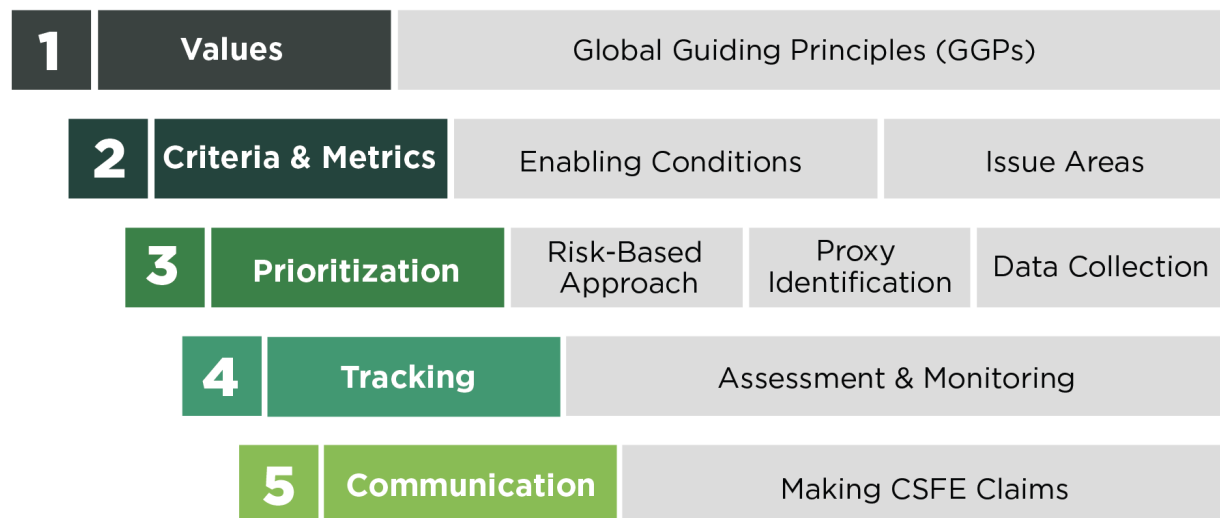 1 Values Global Guiding Principles (GGPs)
2 Criteria & Metrics Enabling Conditions Issue Areas
3 Prioritization Risk-Based Approach Proxy Identification Data Collection
4 Tracking Assessment & Monitoring
5 Communication Making CSFE Claims